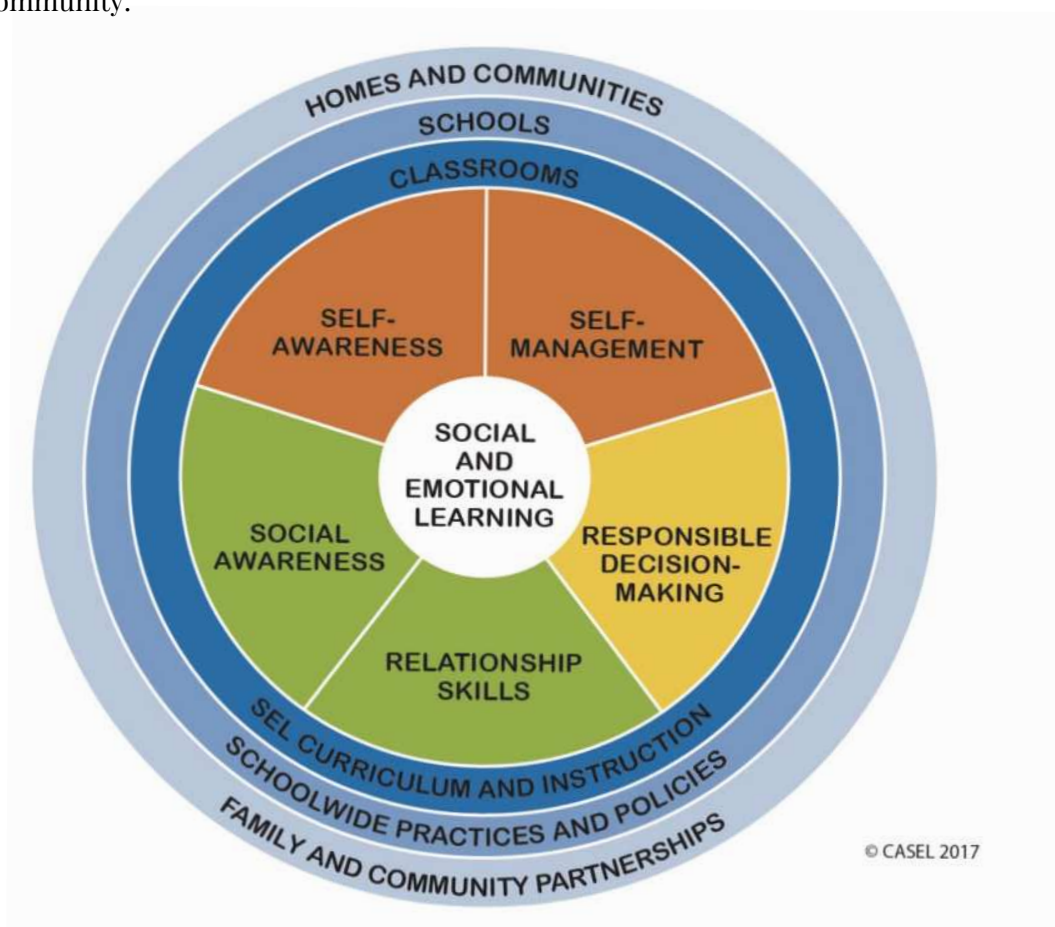 ommunity.
HOMES AND COMMUNITIES
SCHOOLS
CLASSROOMS
SELF-
AWARENESS
SELF-
MANAGEMENT
SOCIAL
AND
EMOTIONAL
LEARNING
SOCIAL
AWARENESS
RESPONSIBLE
DECISION-
MAKING
RELATIONSHIP
SKILLS
SEL CURRICULUM AND INSTRUCTION
SCHOOLWIDE PRACTICES AND POLICIES
FAMILY AND COMMUNITY PARTNERSHIPS
© CASEL 2017